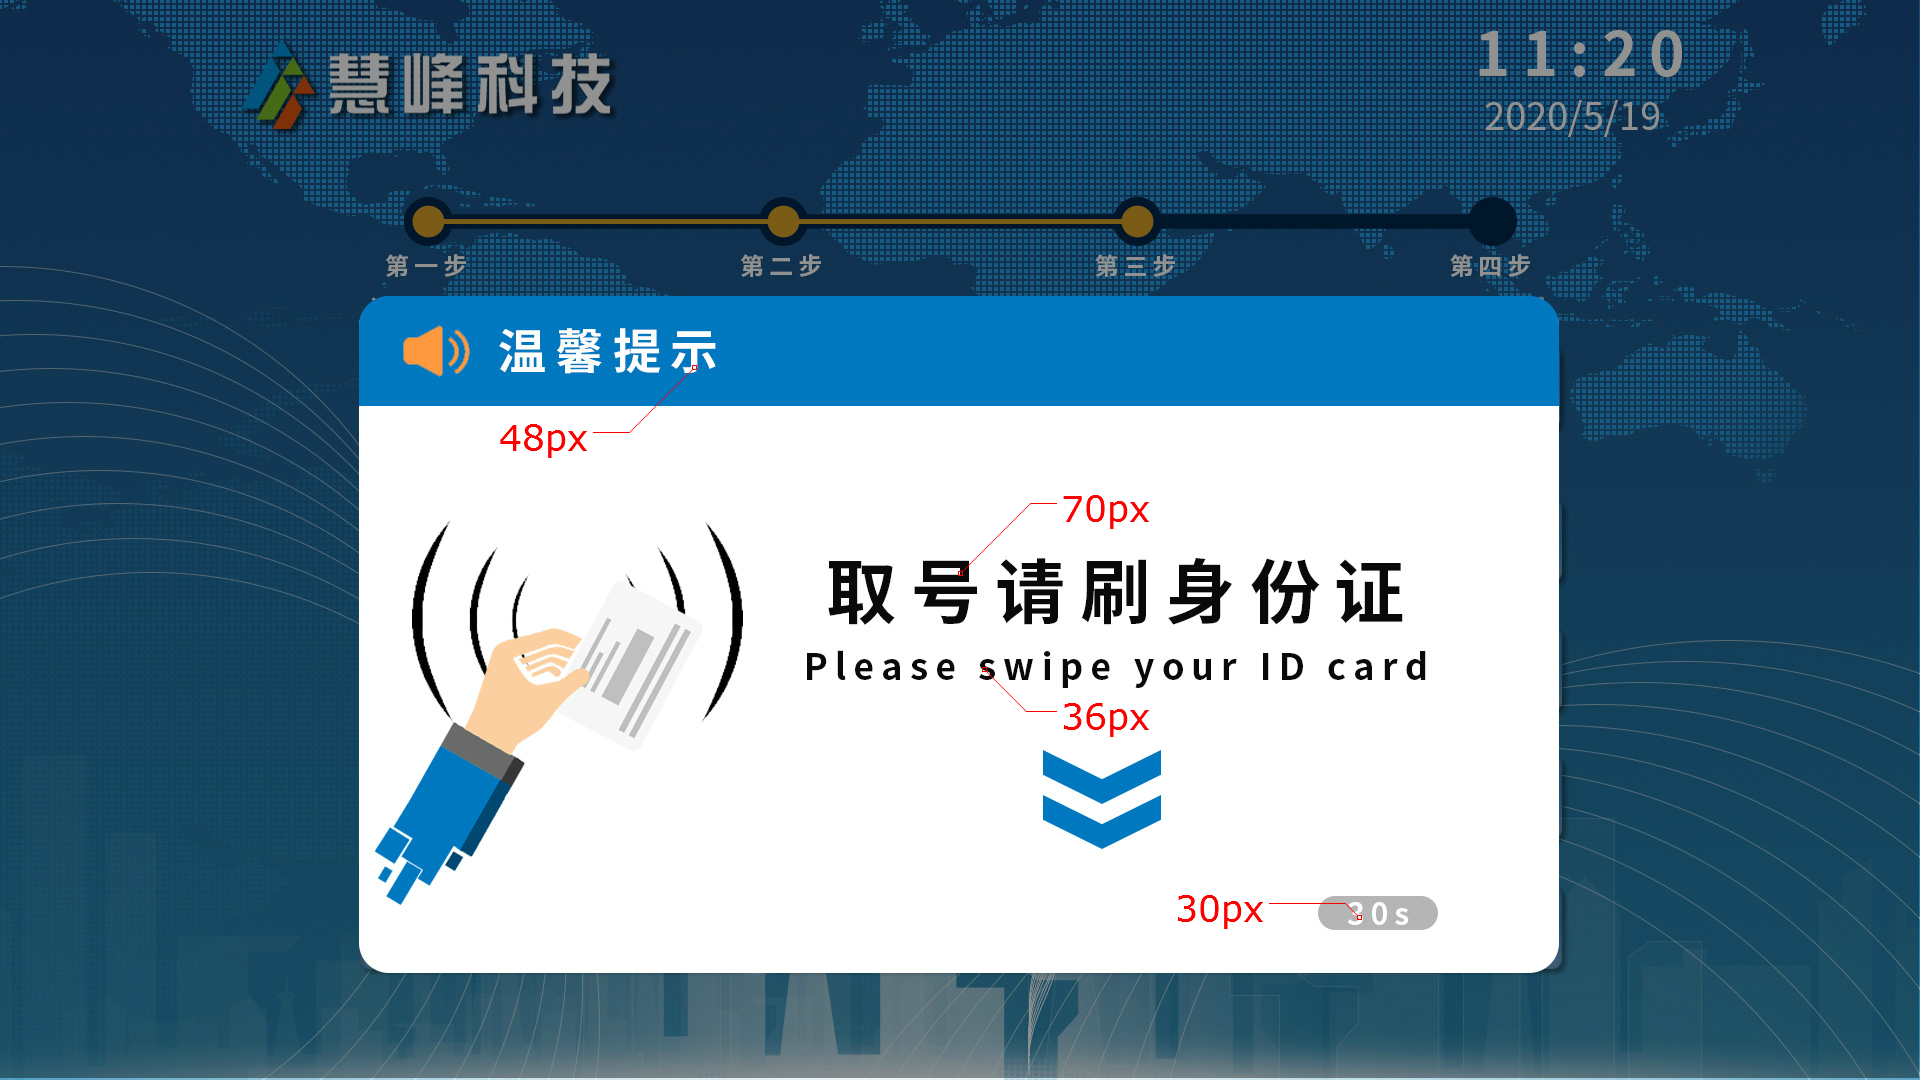 慧峰科技
11:20
2020/5/19
第一步
第二步
第三步
第四步
温馨提示
48px
70px
取号请刷身份证
Please swipe your ID card
36px
30px
30s